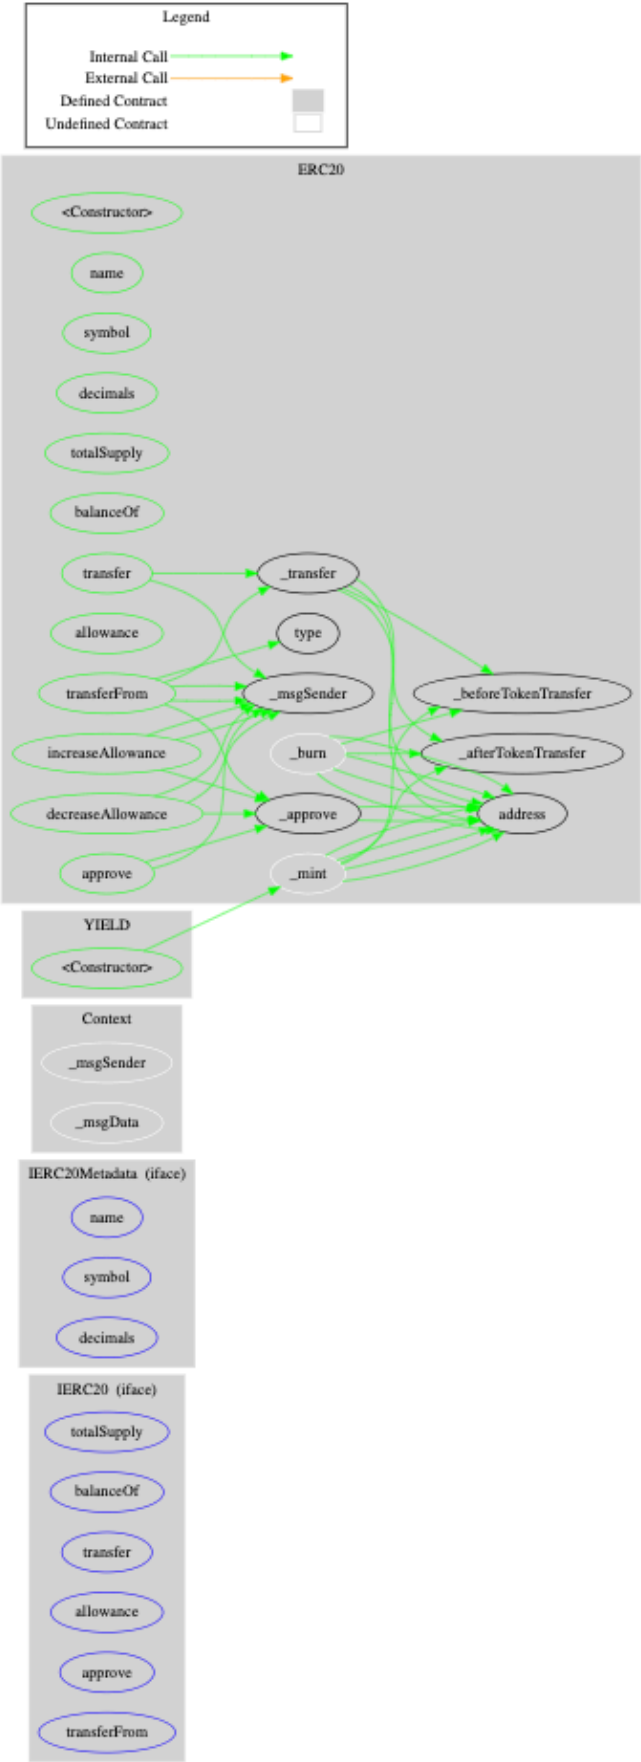 Legend
Internal Call
External Call
Defined Contract
Undefined Contract
ERC20
<Constructor>
name
symbol
decimals
totalSupply
balanceOf
transfer
_transfer
allowance
type
transferFrom
_msgSender
_beforeTokenTransfer
increaseAllowance
_burn
_afterTokenTransfer
decreaseAllowance
_approve
address
approve
_mint
YIELD
<Constructor>
Context
_msgSender
_msgData
IERC20Metadata (iface)
name
symbol
decimals
IERC20 (iface)
totalSupply
balanceOf
transfer
allowance
approve
transferFrom